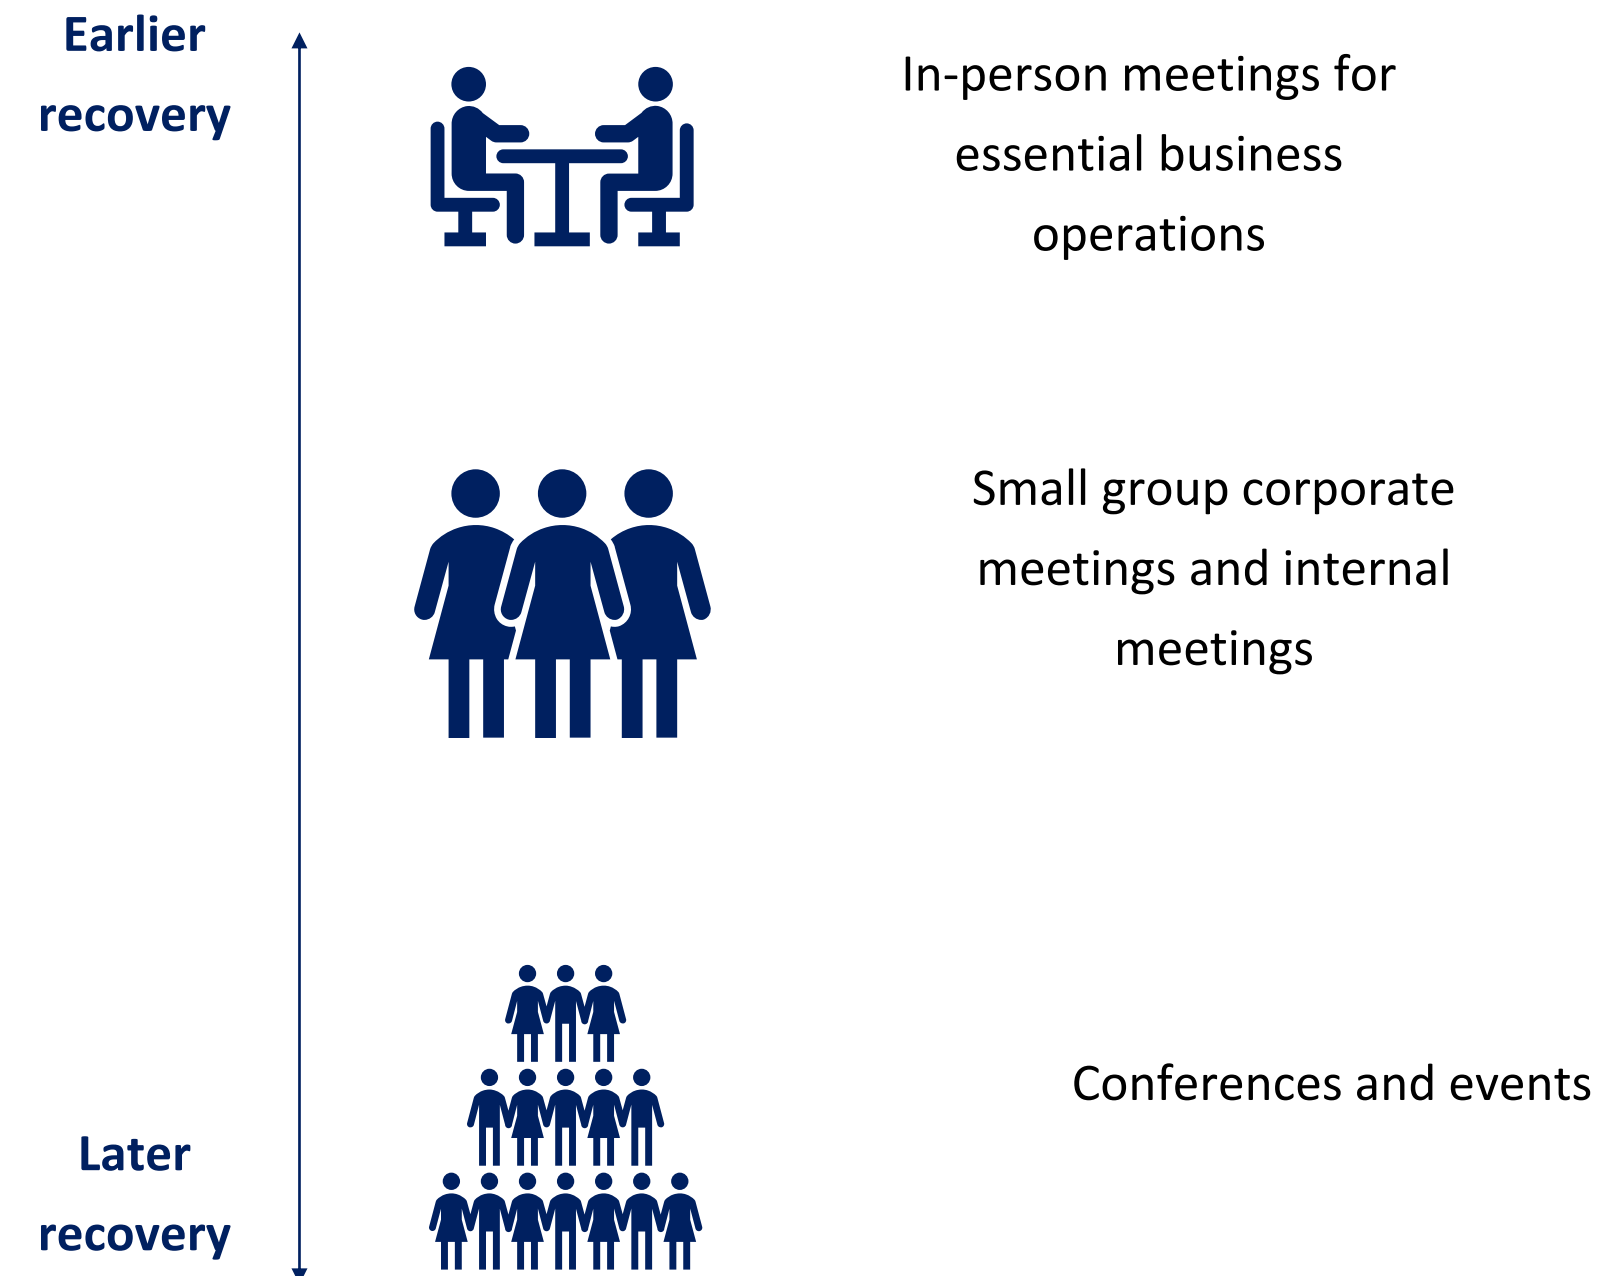 Earlier
recovery
In-person meetings for
essential business
operations
Small group corporate
meetings and internal
meetings
Conferences and events
Later
recovery